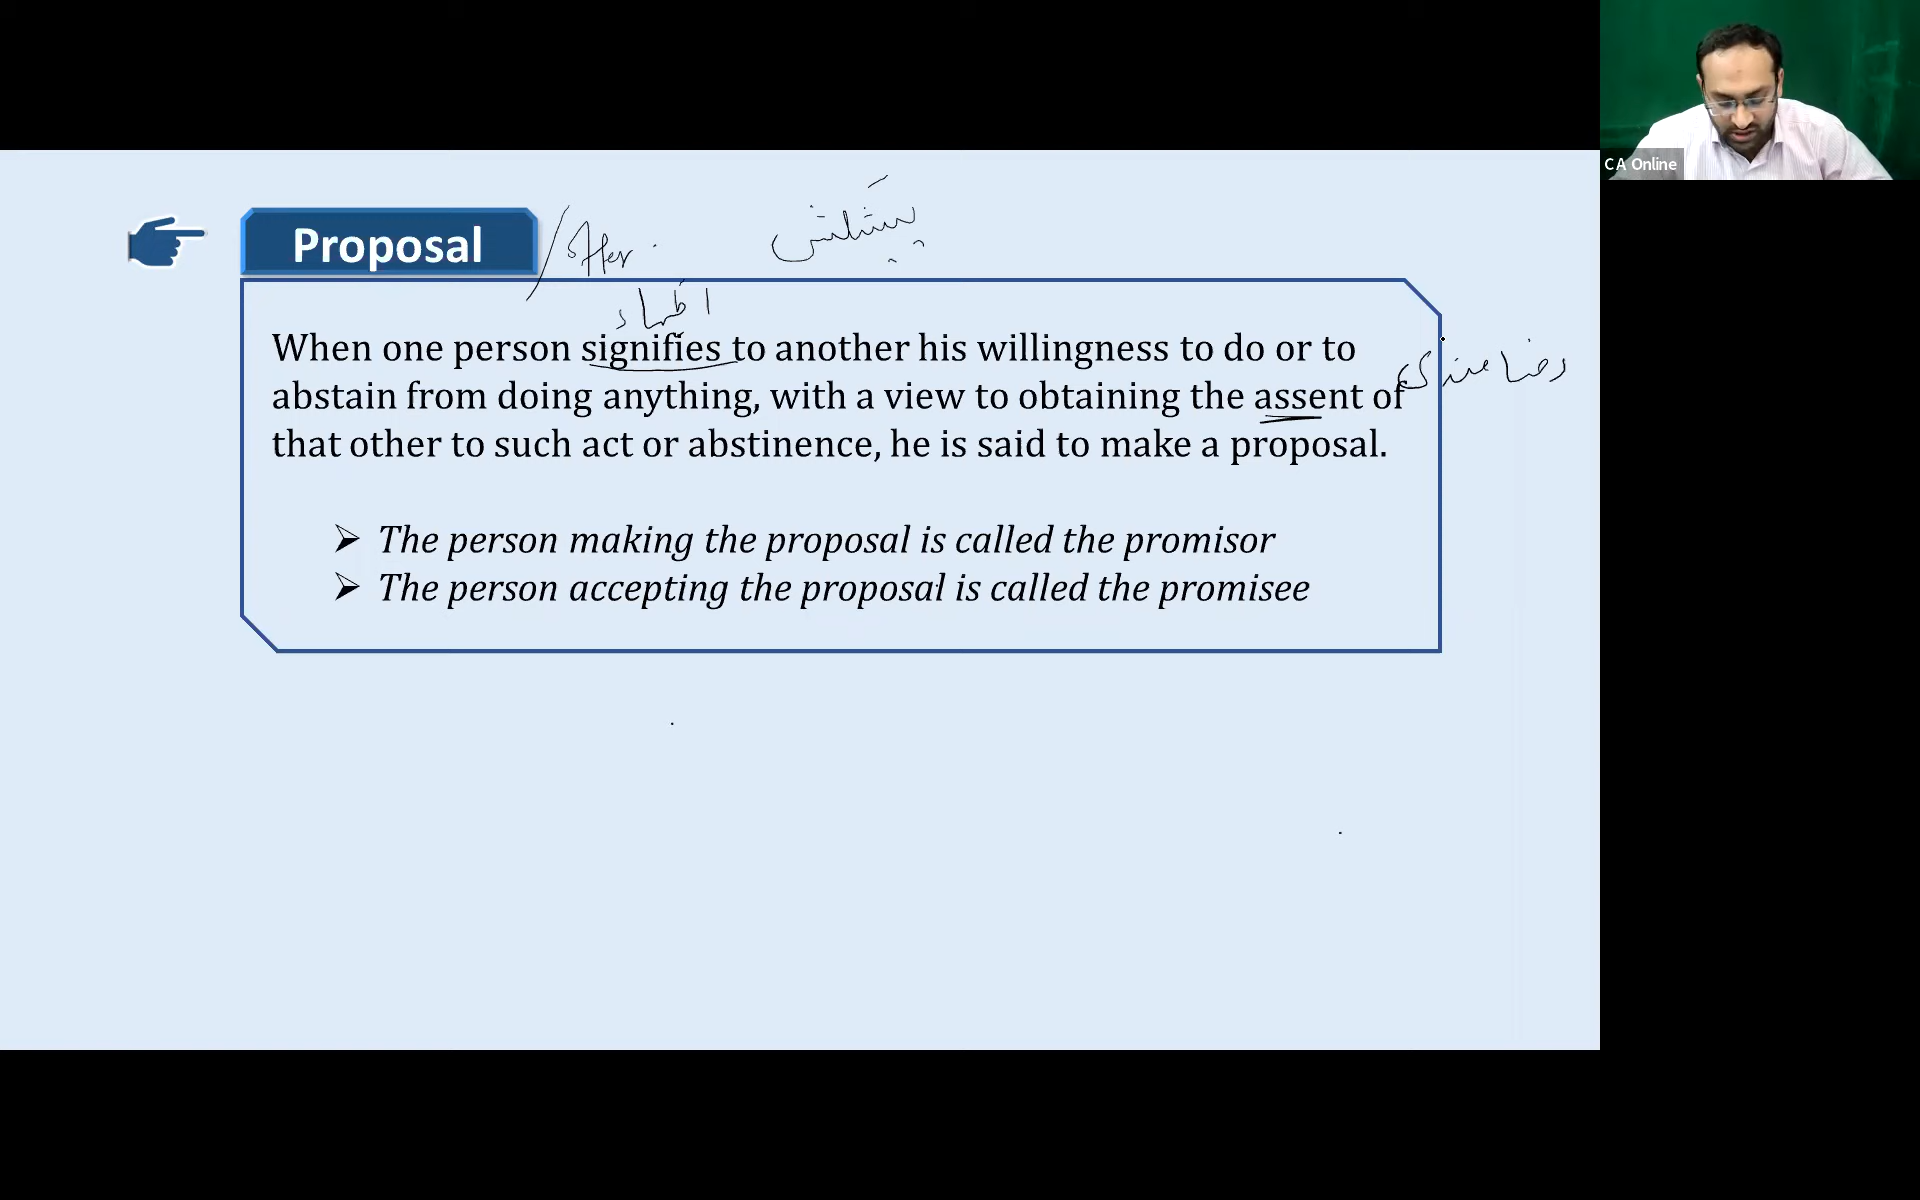 C A Online
Proposal / offer پیشکش
اظہار
When one person signifies to another his willingness to do or to
abstain from doing anything, with a view to obtaining the assent of رضامندی
that other to such act or abstinence, he is said to make a proposal.
➢ The person making the proposal is called the promisor
➢ The person accepting the proposal is called the promisee